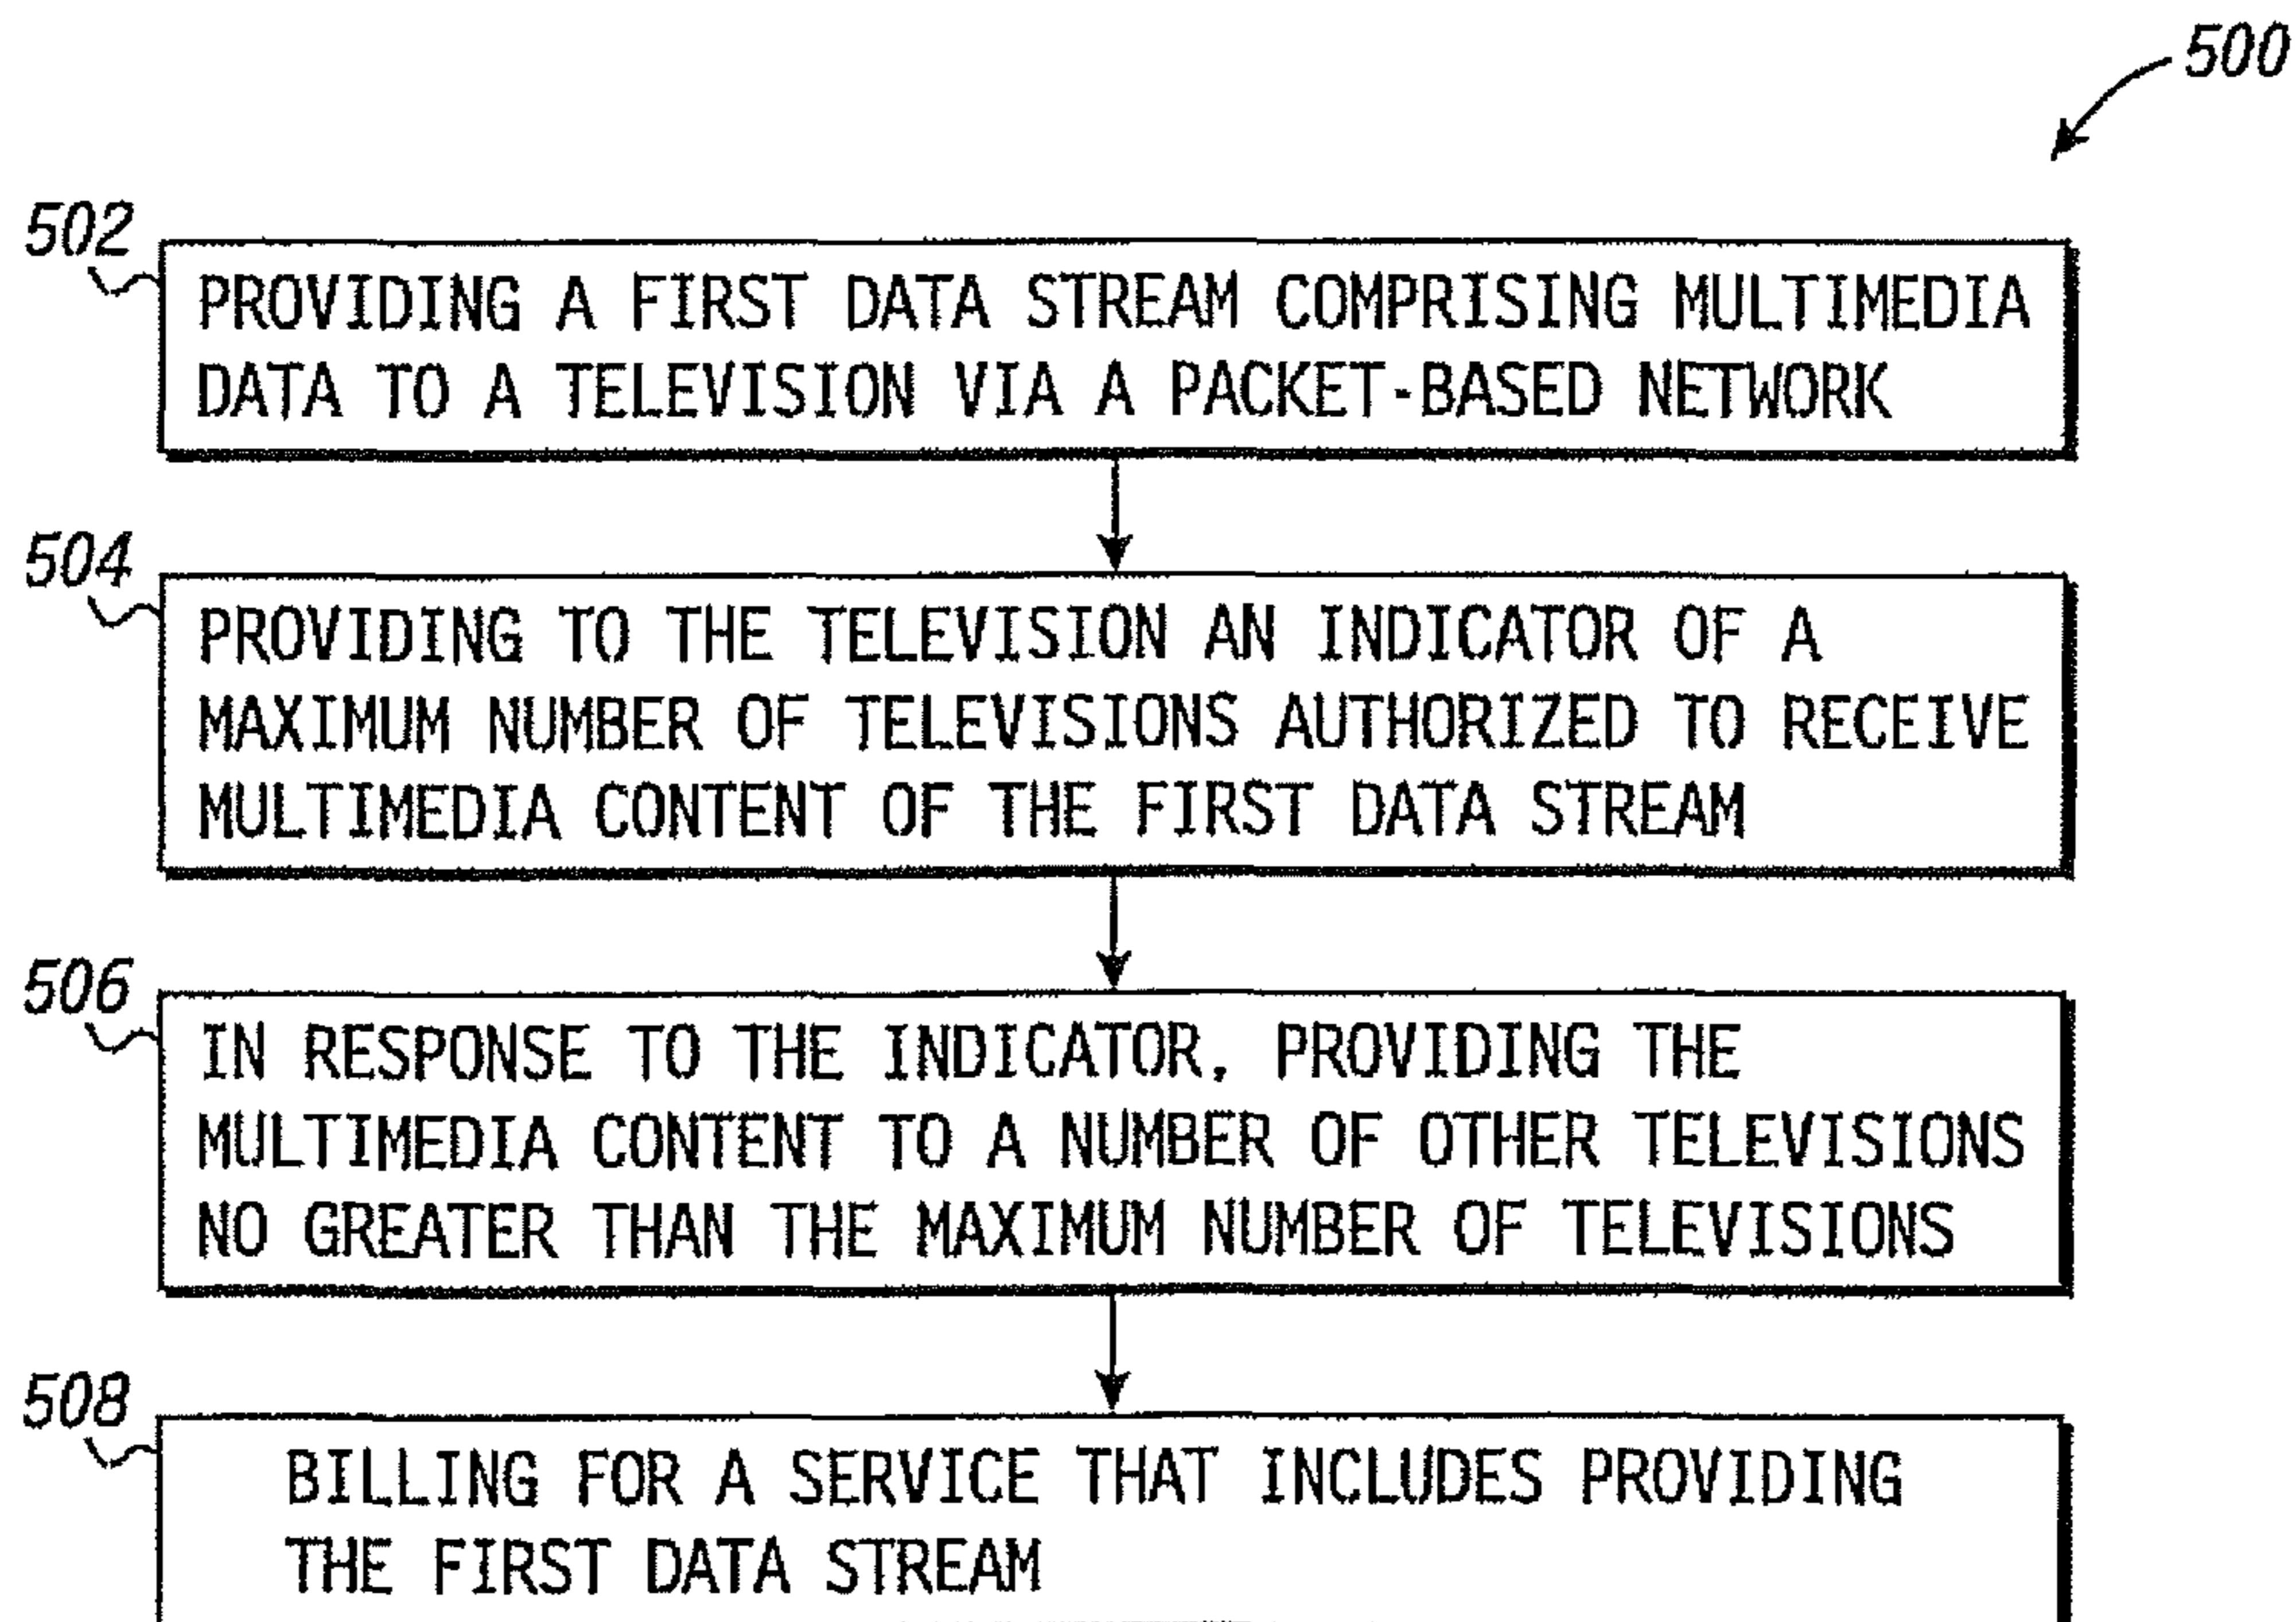 500
502
PROVIDING A FIRST DATA STREAM COMPRISING MULTIMEDIA
DATA TO A TELEVISION VIA A PACKET-BASED NETWORK
504
PROVIDING TO THE TELEVISION AN INDICATOR OF A
MAXIMUM NUMBER OF TELEVISIONS AUTHORIZED TO RECEIVE
MULTIMEDIA CONTENT OF THE FIRST DATA STREAM
506
IN RESPONSE TO THE INDICATOR, PROVIDING THE
MULTIMEDIA CONTENT TO A NUMBER OF OTHER TELEVISIONS
NO GREATER THAN THE MAXIMUM NUMBER OF TELEVISIONS
508
BILLING FOR A SERVICE THAT INCLUDES PROVIDING
THE FIRST DATA STREAM